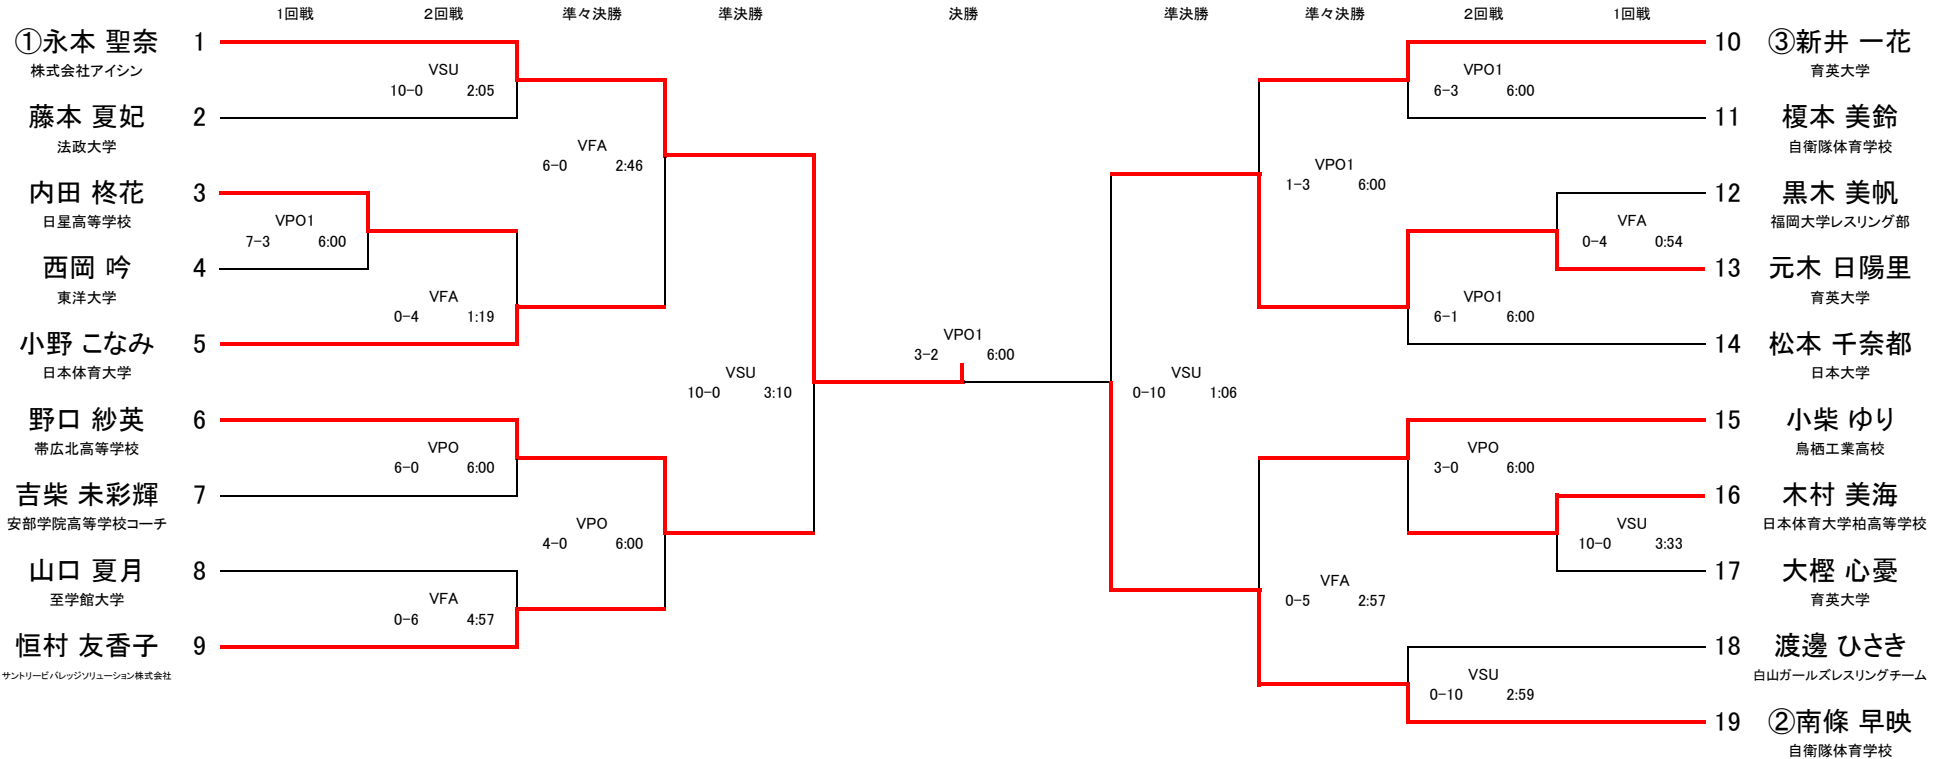 1回戦 2回戦 準々決勝 準決勝 決勝 準決勝 準々決勝 2回戦 1回戦
①永本 聖奈 1
株式会社アイシン
VSU
10-0 2:05
藤本 夏妃 2
法政大学
VFA
6-0 2:46
内田 柊花 3
日星高等学校
VPO1
7-3 6:00
西岡 吟 4
東洋大学
VFA
0-4 1:19
小野 こなみ 5
日本体育大学
VSU
10-0 3:10
野口 紗英 6
帯広北高等学校
VPO
6-0 6:00
吉柴 未彩輝 7
安部学院高等学校コーチ
VPO
4-0 6:00
山口 夏月 8
至学館大学
VFA
0-6 4:57
恒村 友香子 9
サントリービバレッジソリューション株式会社
VPO1
3-2 6:00
10 ③新井 一花
育英大学
VPO1
6-3 6:00
11 榎本 美鈴
自衛隊体育学校
VPO1
1-3 6:00
12 黒木 美帆
福岡大学レスリング部
VFA
0-4 0:54
13 元木 日陽里
育英大学
VPO1
6-1 6:00
14 松本 千奈都
日本大学
VSU
0-10 1:06
15 小柴 ゆり
鳥栖工業高校
VPO
3-0 6:00
16 木村 美海
日本体育大学柏高等学校
VSU
10-0 3:33
17 大樫 心憂
育英大学
VFA
0-5 2:57
18 渡邊 ひさき
白山ガールズレスリングチーム
VSU
0-10 2:59
19 ②南條 早映
自衛隊体育学校